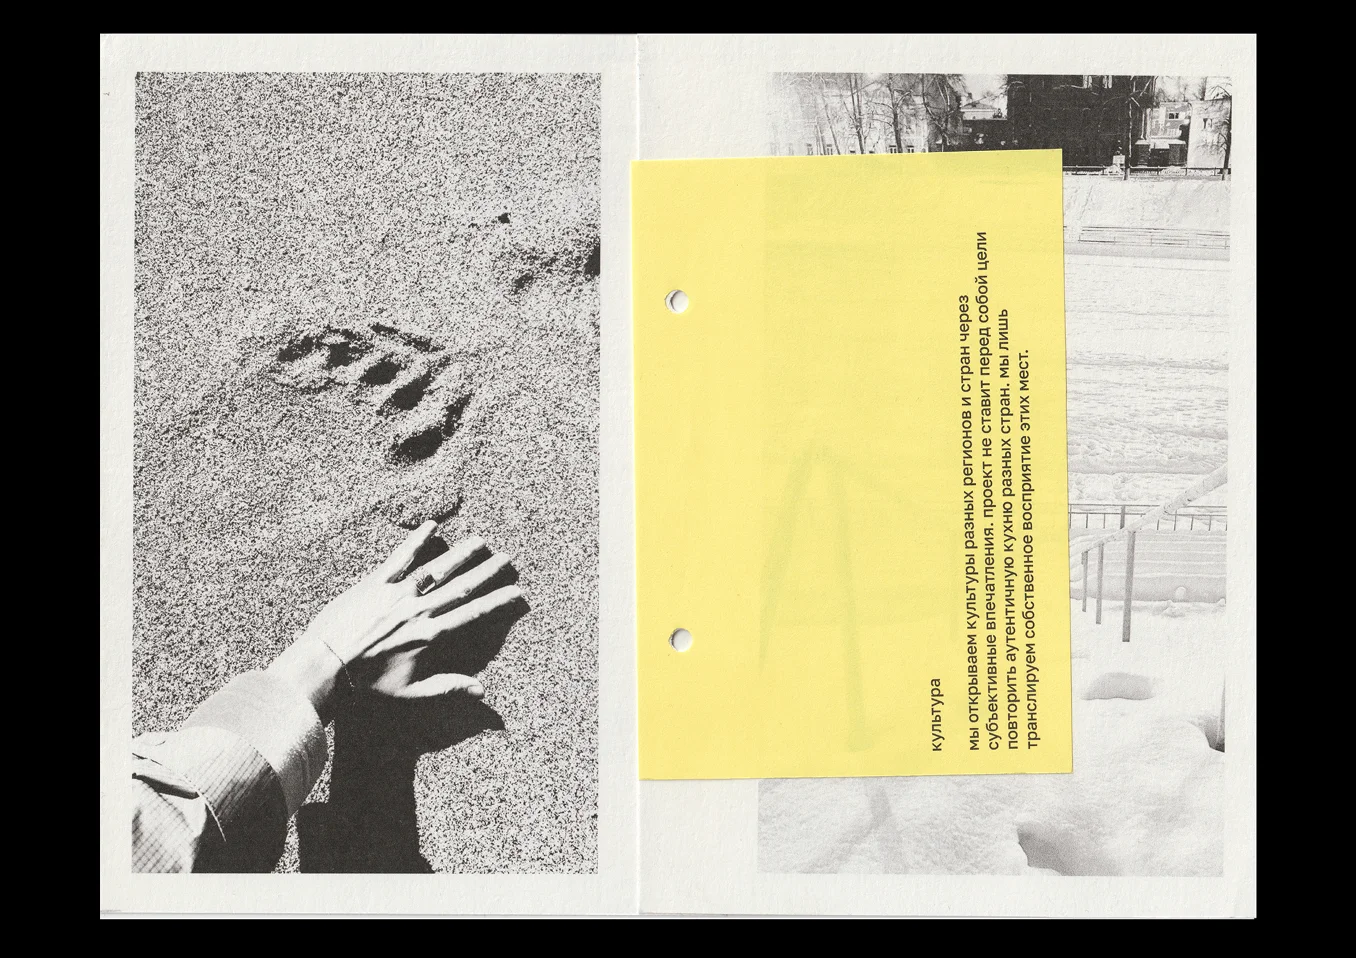 культура
мы открываем культуры разных регионов и стран через
субъективные впечатления. проект не ставит перед собой цели
повторить аутентичную кухню разных стран. мы лишь
транслируем собственное восприятие этих мест.